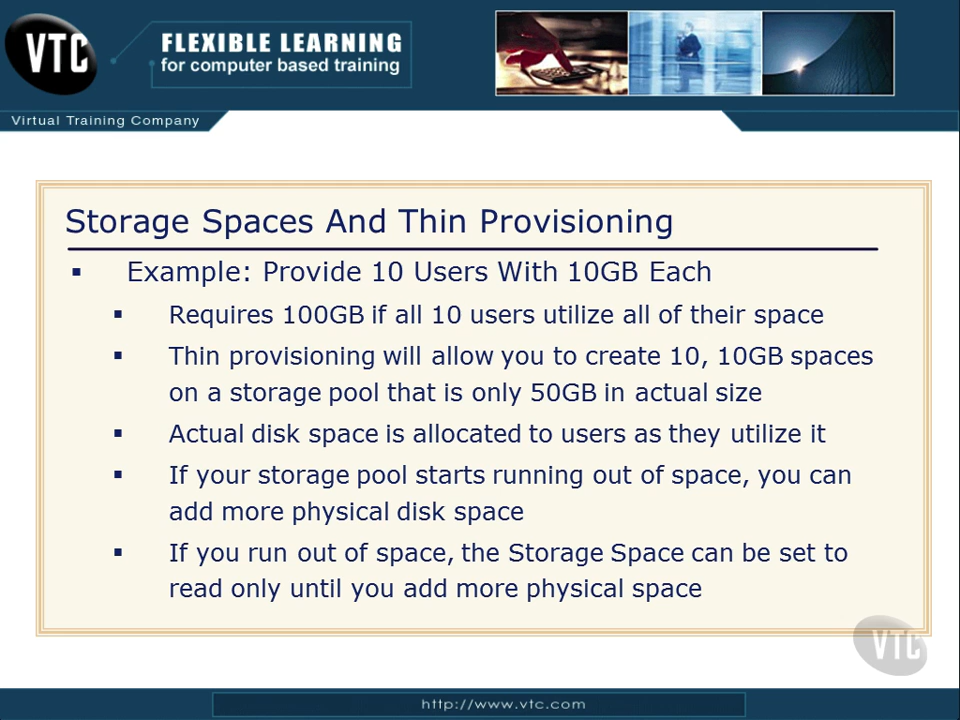 VTC
FLEXIBLE LEARNING
for computer based training
Virtual Training Company
Storage Spaces And Thin Provisioning
▪ Example: Provide 10 Users With 10GB Each
▪ Requires 100GB if all 10 users utilize all of their space
▪ Thin provisioning will allow you to create 10, 10GB spaces
on a storage pool that is only 50GB in actual size
▪ Actual disk space is allocated to users as they utilize it
▪ If your storage pool starts running out of space, you can
add more physical disk space
▪ If you run out of space, the Storage Space can be set to
read only until you add more physical space
VTC
http://www.vtc.com